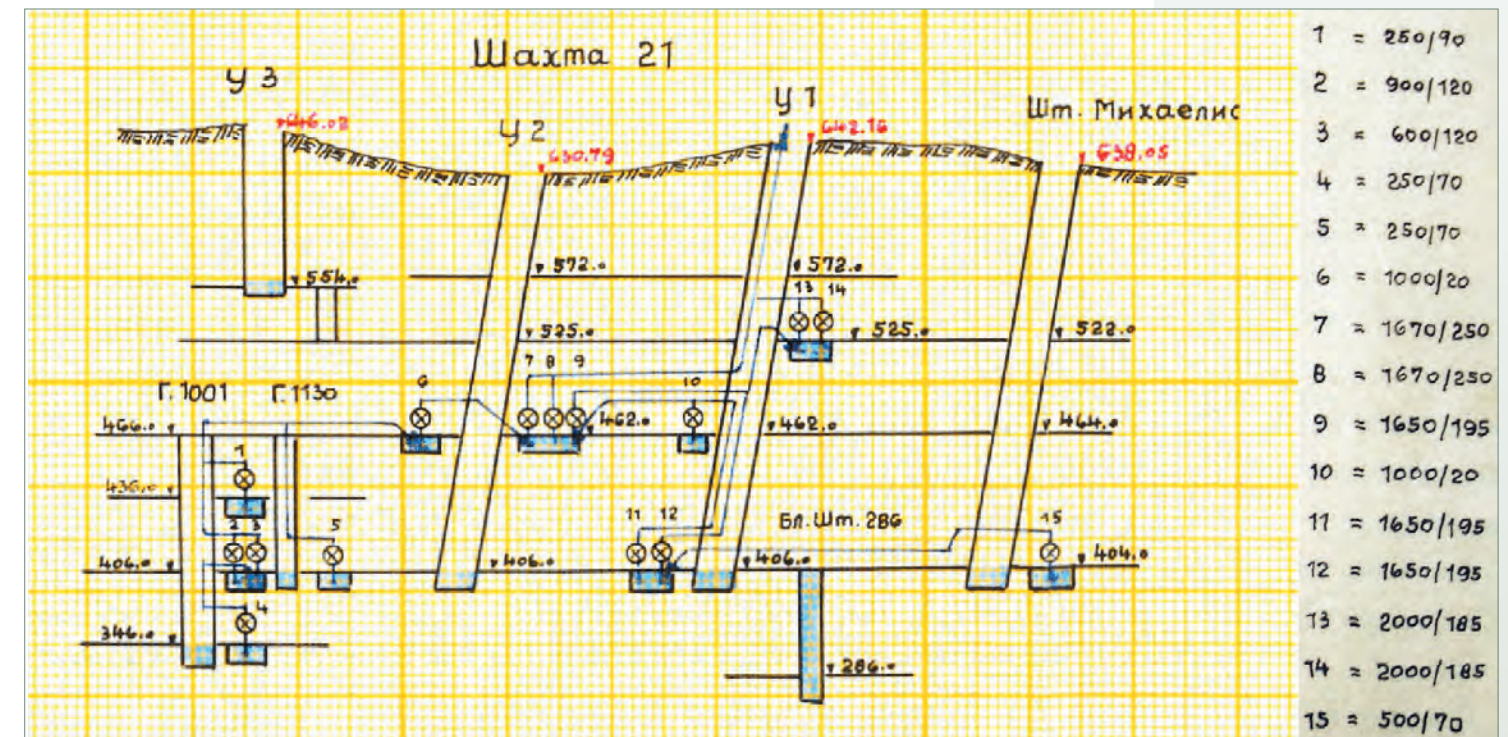 Шахта 21
У 3
У 2
У 1
Шт. Михаелис
646.02
630.79
642.16
638.05
554.0
572.0
572.0
525.0
525.0
522.0
13 14
7 8 9
6
10
Г. 1001
Г. 1130
466.0
462.0
462.0
464.0
1
436.0
2 3
5
11 12
Бл. Шт. 286
15
406.0
406.0
406.0
404.0
4
346.0
286.0
1 = 250/90
2 = 900/120
3 = 600/120
4 = 250/70
5 = 250/70
6 = 1000/20
7 = 1670/250
8 = 1670/250
9 = 1650/195
10 = 1000/20
11 = 1650/195
12 = 1650/195
13 = 2000/185
14 = 2000/185
15 = 500/70